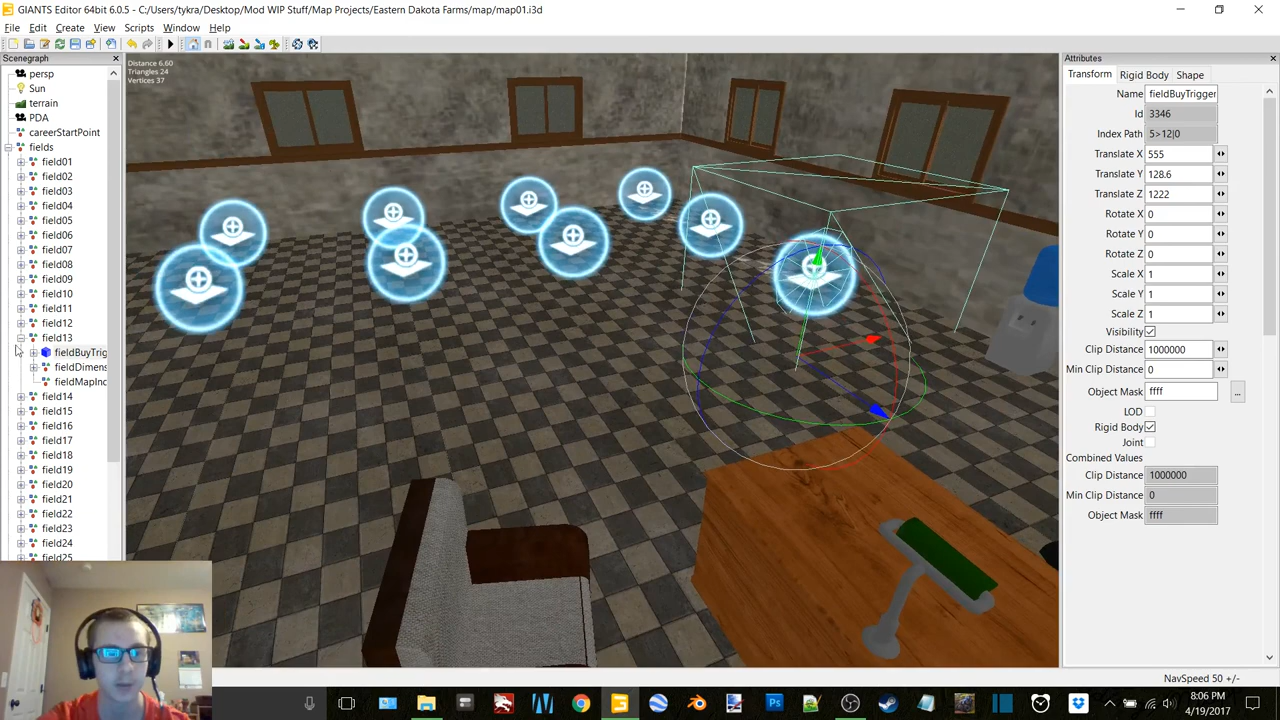 GIANTS Editor 64bit 6.0.5 - C:/Users/tykra/Desktop/Mod WIP Stuff/Map Projects/Eastern Dakota Farms/map/map01.i3d
File Edit Create View Scripts Window Help
Scenegraph
persp
Sun
terrain
PDA
careerStartPoint
fields
field01
field02
field03
field04
field05
field06
field07
field08
field09
field10
field11
field12
field13
fieldBuyTrig
fieldDimens
fieldMapInc
field14
field15
field16
field17
field18
field19
field20
field21
field22
field23
field24
field25
Distance 6.60
Triangles 24
Vertices 37
Attributes
Transform Rigid Body Shape
Name fieldBuyTrigger
Id 3346
Index Path 5>12|0
Translate X 555
Translate Y 128.6
Translate Z 1222
Rotate X 0
Rotate Y 0
Rotate Z 0
Scale X 1
Scale Y 1
Scale Z 1
Visibility
Clip Distance 1000000
Min Clip Distance 0
Object Mask ffff ...
LOD
Rigid Body
Joint
Combined Values
Clip Distance 1000000
Min Clip Distance 0
Object Mask ffff
NavSpeed 50 +/-
8:06 PM
4/19/2017